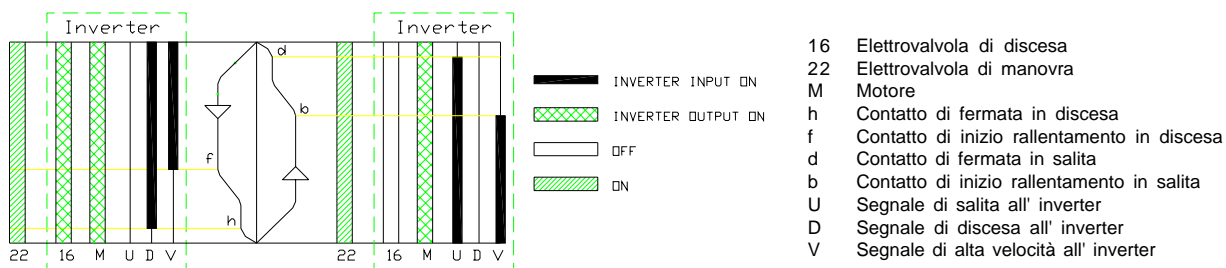 Inverter
d
b
f
h
22 16 M U D V
Inverter
22 16 M U D V
INVERTER INPUT ON
INVERTER OUTPUT ON
OFF
ON
16 Elettrovalvola di discesa
22 Elettrovalvola di manovra
M Motore
h Contatto di fermata in discesa
f Contatto di inizio rallentamento in discesa
d Contatto di fermata in salita
b Contatto di inizio rallentamento in salita
U Segnale di salita all' inverter
D Segnale di discesa all' inverter
V Segnale di alta velocità all' inverter